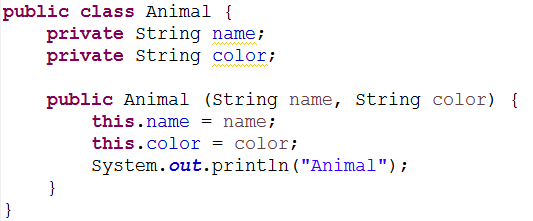 public class Animal {
    private String name;
    private String color;

    public Animal (String name, String color) {
        this.name = name;
        this.color = color;
        System.out.println("Animal");
    }
}